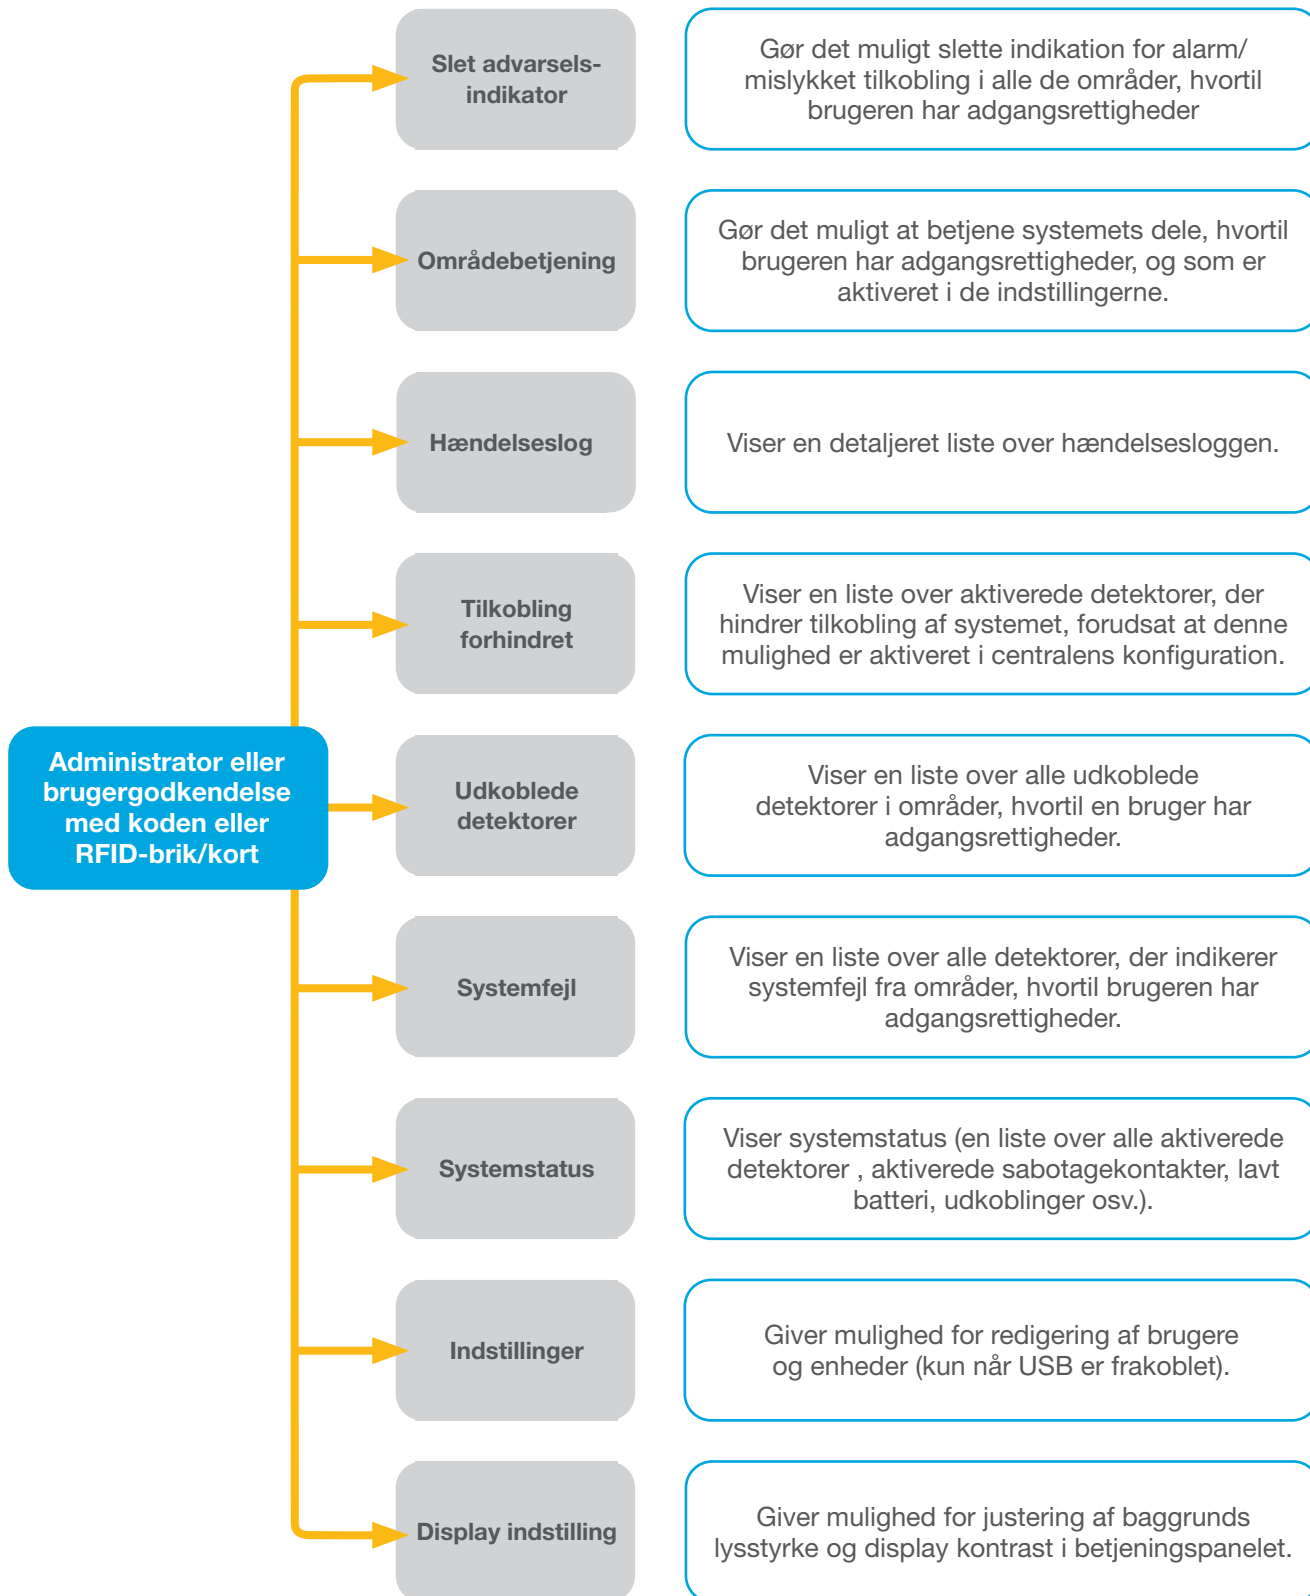 Slet advarsels-
indikator
Gør det muligt slette indikation for alarm/
mislykket tilkobling i alle de områder, hvortil
brugeren har adgangsrettigheder
Områdebetjening
Gør det muligt at betjene systemets dele, hvortil
brugeren har adgangsrettigheder, og som er
aktiveret i de indstillingerne.
Hændelseslog
Viser en detaljeret liste over hændelsesloggen.
Tilkobling
forhindret
Viser en liste over aktiverede detektorer, der
hindrer tilkobling af systemet, forudsat at denne
mulighed er aktiveret i centralens konfiguration.
Administrator eller
brugergodkendelse
med koden eller
RFID-brik/kort
Udkoblede
detektorer
Viser en liste over alle udkoblede
detektorer i områder, hvortil en bruger har
adgangsrettigheder.
Systemfejl
Viser en liste over alle detektorer, der indikerer
systemfejl fra områder, hvortil brugeren har
adgangsrettigheder.
Systemstatus
Viser systemstatus (en liste over alle aktiverede
detektorer , aktiverede sabotagekontakter, lavt
batteri, udkoblinger osv.).
Indstillinger
Giver mulighed for redigering af brugere
og enheder (kun når USB er frakoblet).
Display indstilling
Giver mulighed for justering af baggrunds
lysstyrke og display kontrast i betjeningspanelet.